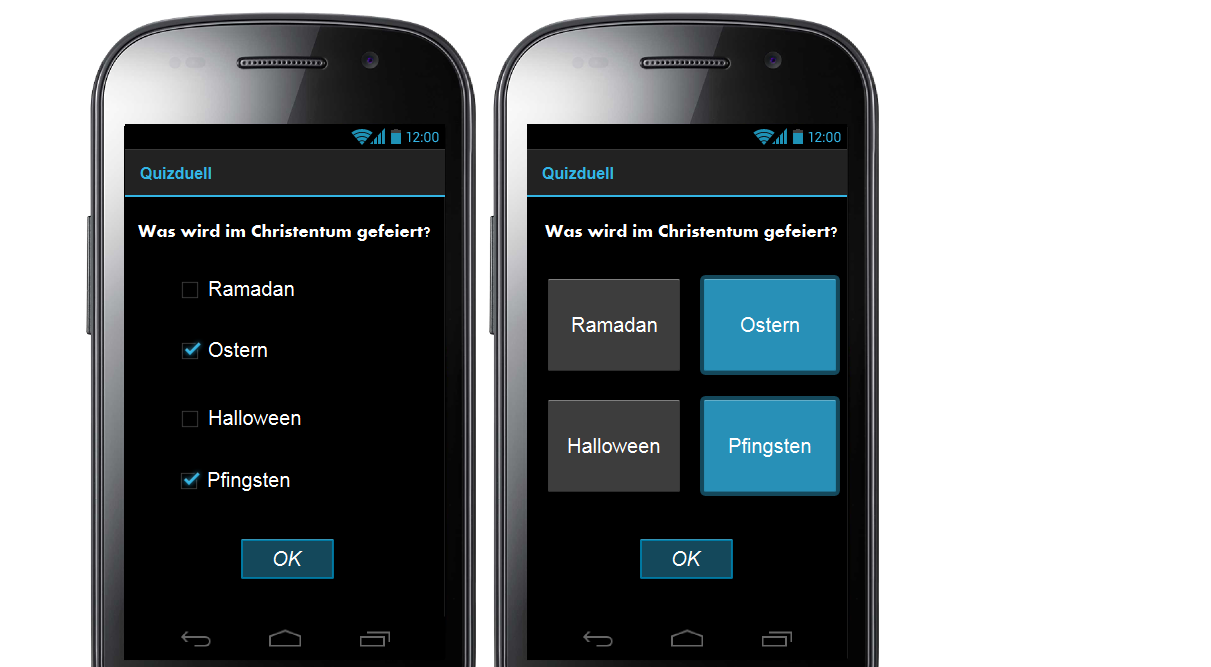 12:00
Quizduell
Was wird im Christentum gefeiert?
Ramadan
Ostern
Halloween
Pfingsten
OK
12:00
Quizduell
Was wird im Christentum gefeiert?
Ramadan
Ostern
Halloween
Pfingsten
OK